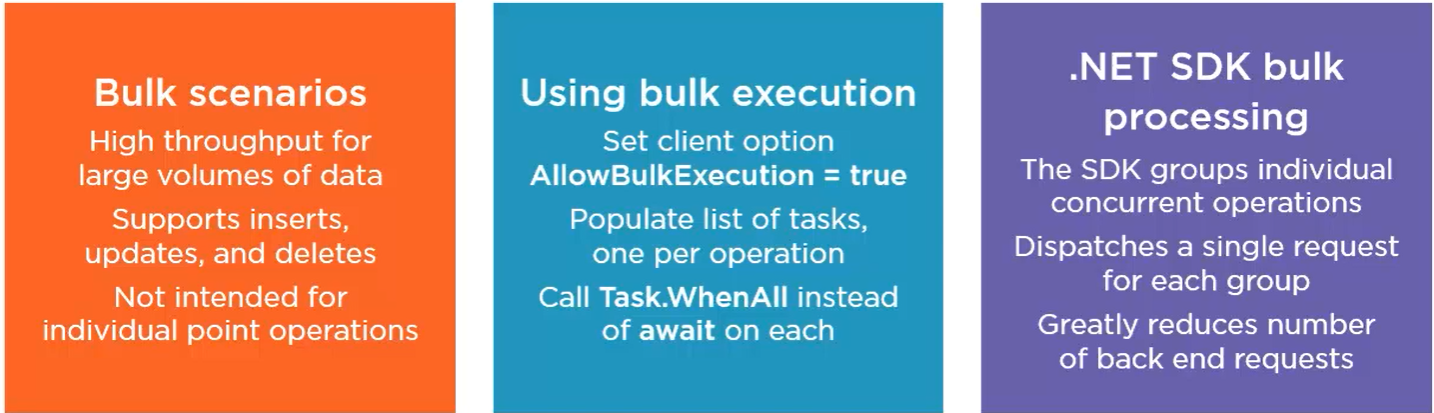 Bulk scenarios
High throughput for
large volumes of data
Supports inserts,
updates, and deletes
Not intended for
individual point operations
Using bulk execution
Set client option
AllowBulkExecution = true
Populate list of tasks,
one per operation
Call Task.WhenAll instead
of await on each
.NET SDK bulk
processing
The SDK groups individual
concurrent operations
Dispatches a single request
for each group
Greatly reduces number
of back end requests